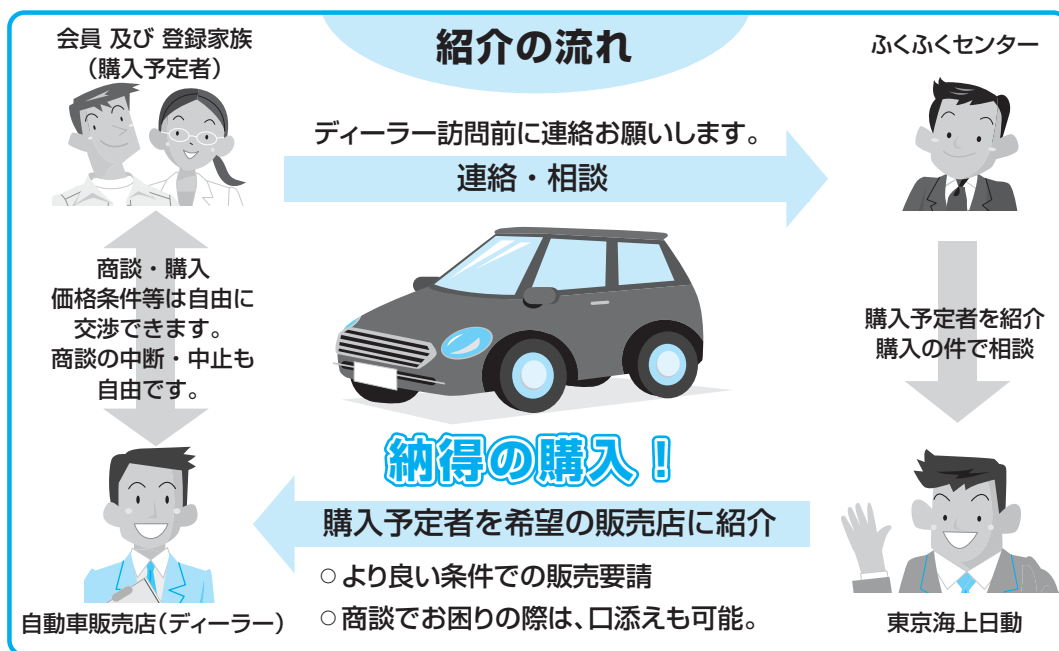 紹介の流れ
会員 及び 登録家族
（購入予定者）
ふくふくセンター
ディーラー訪問前に連絡お願いします。
連絡・相談
商談・購入
価格条件等は自由に
交渉できます。
商談の中断・中止も
自由です。
購入予定者を紹介
購入の件で相談
納得の購入！
購入予定者を希望の販売店に紹介
○より良い条件での販売要請
○商談でお困りの際は、口添えも可能。
自動車販売店（ディーラー）
東京海上日動